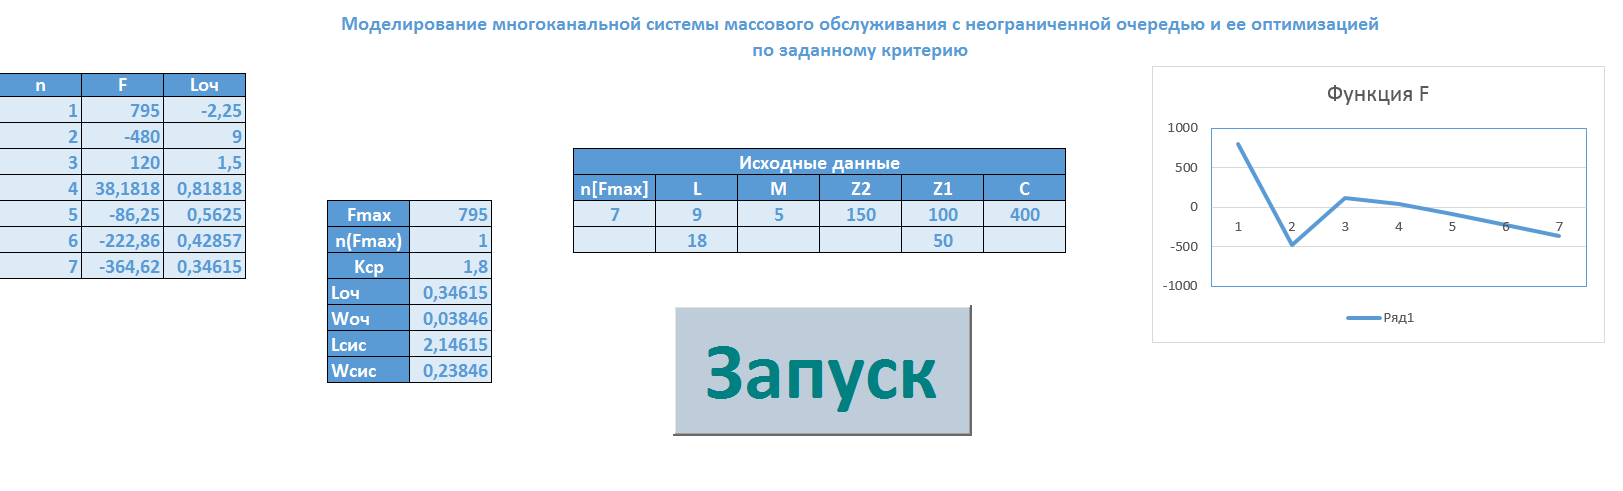 Моделирование многоканальной системы массового обслуживания с неограниченной очередью и ее оптимизацией
по заданному критерию
n F Lоч
1 795 -2,25
2 -480 9
3 120 1,5
4 38,1818 0,81818
5 -86,25 0,5625
6 -222,86 0,42857
7 -364,62 0,34615
Fmax 795
n(Fmax) 1
Kср 1,8
Lоч 0,34615
Wоч 0,03846
Lсис 2,14615
Wсис 0,23846
Исходные данные
n[Fmax] L M Z2 Z1 C
7 9 5 150 100 400
18 50
Запуск
Функция F
1000
500
0
-500
-1000
1 2 3 4 5 6 7
Ряд1